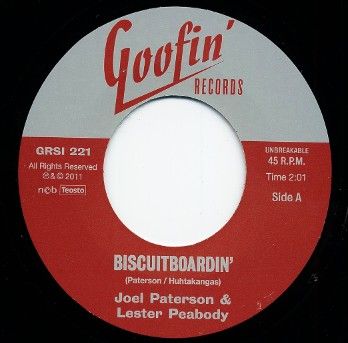 Goofin'
RECORDS
GRSI 221
All Rights Reserved
℗ & © 2011
n©b Teosto
UNBREAKABLE
45 R.P.M.
Time 2:01
Side A
BISCUITBOARDIN'
(Paterson / Huhtakangas)
Joel Paterson &
Lester Peabody